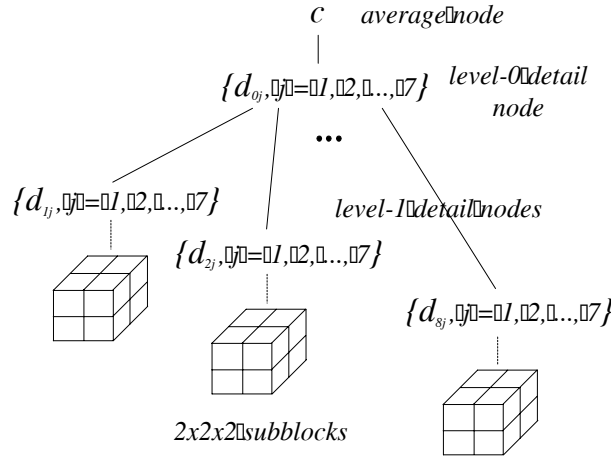 c average▯node
{d0j,▯j▯=▯1,▯2,▯...,▯7}
level-0▯detail
node
...
{d1j,▯j▯=▯1,▯2,▯...,▯7}
level-1▯detail▯nodes
{d2j,▯j▯=▯1,▯2,▯...,▯7}
{d8j,▯j▯=▯1,▯2,▯...,▯7}
2x2x2▯subblocks